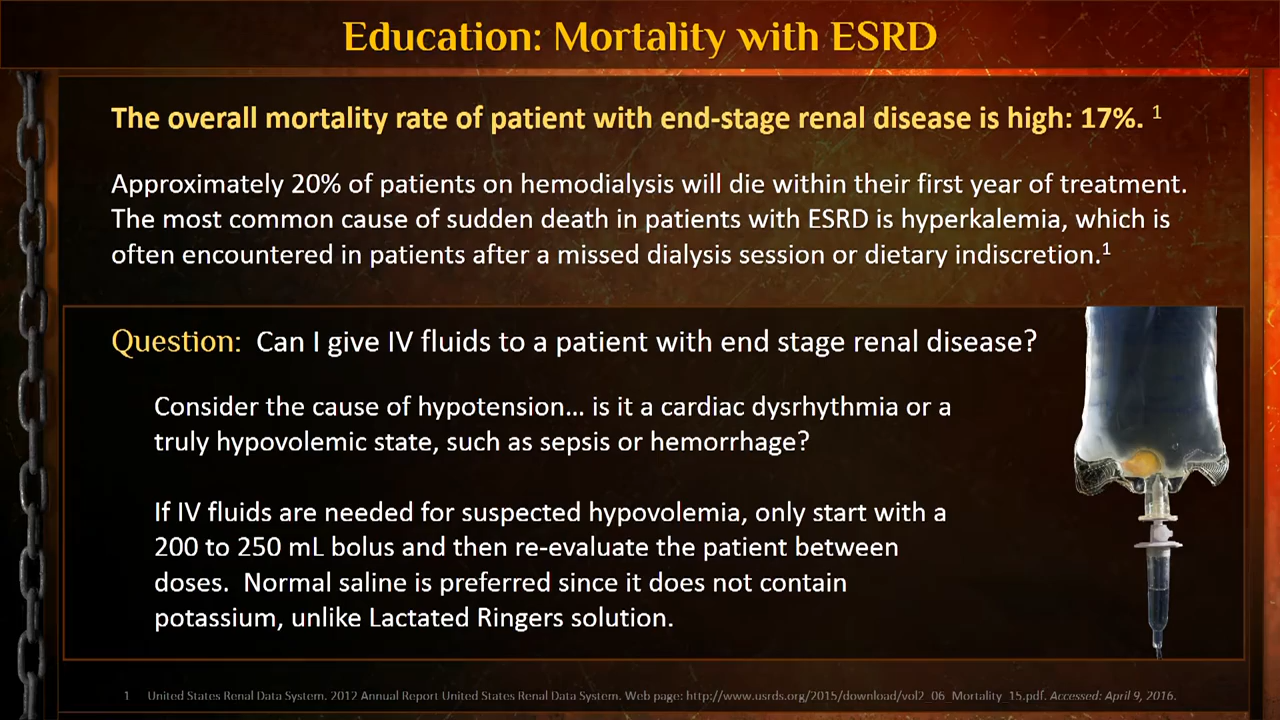 Education: Mortality with ESRD
The overall mortality rate of patient with end-stage renal disease is high: 17%. 1
Approximately 20% of patients on hemodialysis will die within their first year of treatment.
The most common cause of sudden death in patients with ESRD is hyperkalemia, which is
often encountered in patients after a missed dialysis session or dietary indiscretion.1
Question: Can I give IV fluids to a patient with end stage renal disease?
Consider the cause of hypotension... is it a cardiac dysrhythmia or a
truly hypovolemic state, such as sepsis or hemorrhage?
If IV fluids are needed for suspected hypovolemia, only start with a
200 to 250 mL bolus and then re-evaluate the patient between
doses. Normal saline is preferred since it does not contain
potassium, unlike Lactated Ringers solution.
1 United States Renal Data System. 2012 Annual Report United States Renal Data System. Web page: http://www.usrds.org/2015/download/vol2_06_Mortality_15.pdf. Accessed: April 9, 2016.